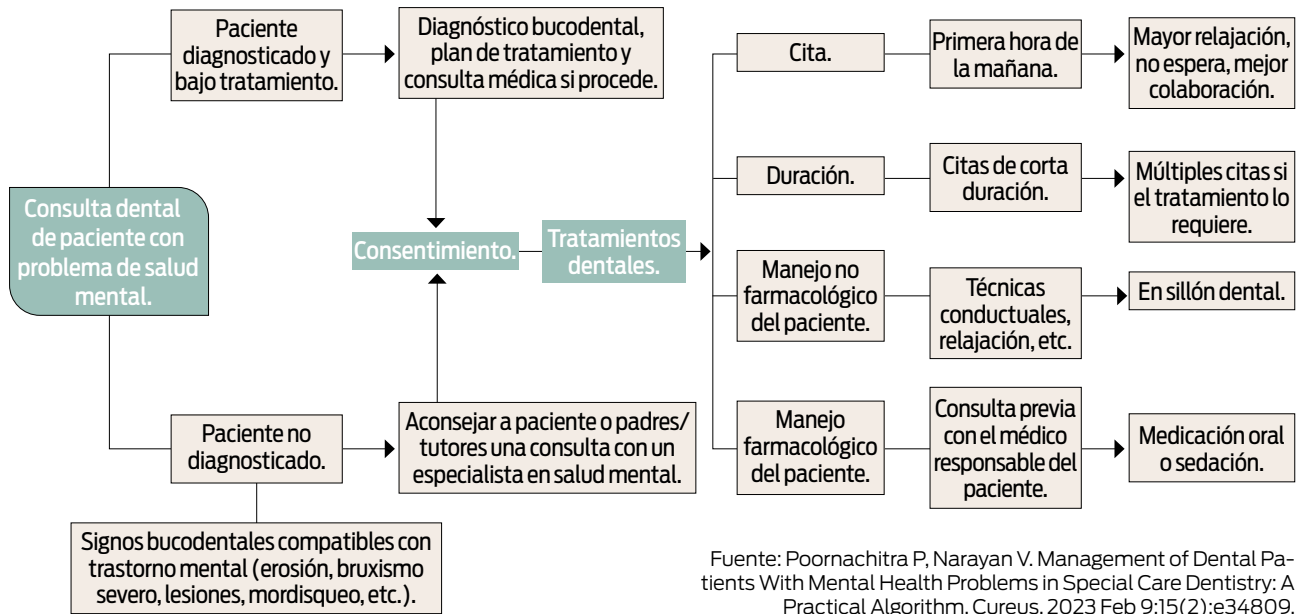 Consulta dental
de paciente con
problema de salud
mental.
Paciente
diagnosticado y
bajo tratamiento.
Diagnóstico bucodental,
plan de tratamiento y
consulta médica si procede.
Paciente no
diagnosticado.
Aconsejar a paciente o padres/
tutores una consulta con un
especialista en salud mental.
Signos bucodentales compatibles con
trastorno mental (erosión, bruxismo
severo, lesiones, mordisqueo, etc.).
Consentimiento.
Tratamientos
dentales.
Cita.
Primera hora de
la mañana.
Mayor relajación,
no espera, mejor
colaboración.
Duración.
Citas de corta
duración.
Múltiples citas si
el tratamiento lo
requiere.
Manejo no
farmacológico
del paciente.
Técnicas
conductuales,
relajación, etc.
En sillón dental.
Manejo
farmacológico
del paciente.
Consulta previa
con el médico
responsable del
paciente.
Medicación oral
o sedación.
Fuente: Poornachitra P, Narayan V. Management of Dental Pa-
tients With Mental Health Problems in Special Care Dentistry: A
Practical Algorithm. Cureus. 2023 Feb 9;15(2):e34809.